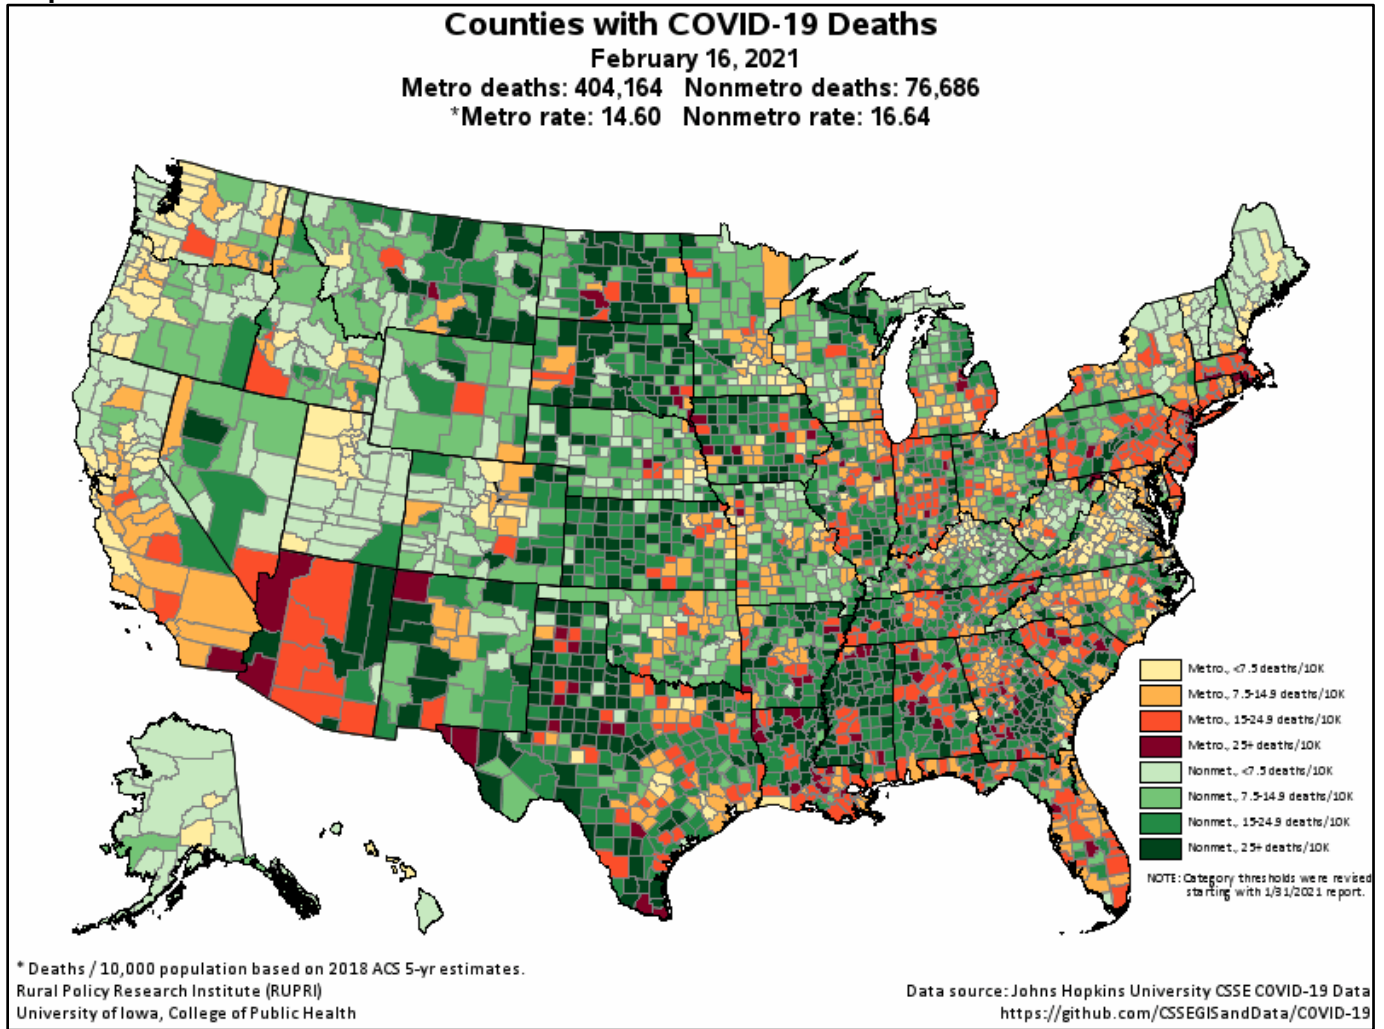 Counties with COVID-19 Deaths
February 16, 2021
Metro deaths: 404,164 Nonmetro deaths: 76,686
*Metro rate: 14.60 Nonmetro rate: 16.64
Metro., <7.5 deaths/10K
Metro., 7.5-14.9 deaths/10K
Metro., 15-24.9 deaths/10K
Metro., 25+ deaths/10K
Nonmet., <7.5 deaths/10K
Nonmet., 7.5-14.9 deaths/10K
Nonmet., 15-24.9 deaths/10K
Nonmet., 25+ deaths/10K
NOTE: Category thresholds were revised
starting with 1/31/2021 report.
* Deaths / 10,000 population based on 2018 ACS 5-yr estimates.
Rural Policy Research Institute (RUPRI)
University of Iowa, College of Public Health
Data source: Johns Hopkins University CSSE COVID-19 Data
https://github.com/CSSEGISandData/COVID-19